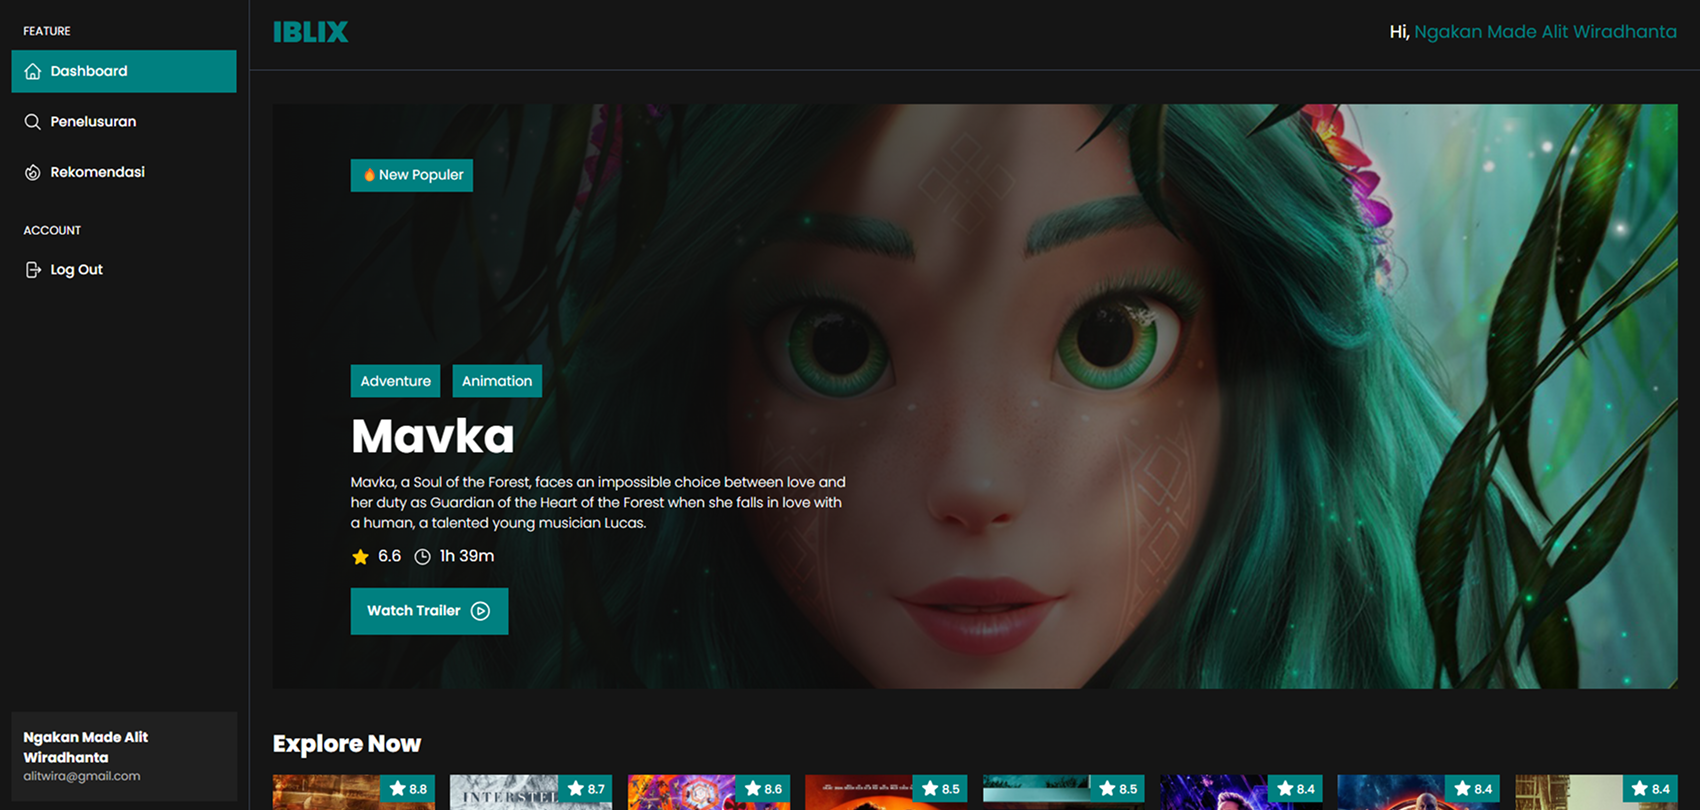 FEATURE
Dashboard
Penelusuran
Rekomendasi
ACCOUNT
Log Out
Ngakan Made Alit
Wiradhanta
alitwira@gmail.com
IBLIX
Hi, Ngakan Made Alit Wiradhanta
New Populer
Adventure Animation
Mavka
Mavka, a Soul of the Forest, faces an impossible choice between love and
her duty as Guardian of the Heart of the Forest when she falls in love with
a human, a talented young musician Lucas.
6.6 1h 39m
Watch Trailer
Explore Now
8.8 8.7 8.6 8.5 8.5 8.4 8.4 8.4